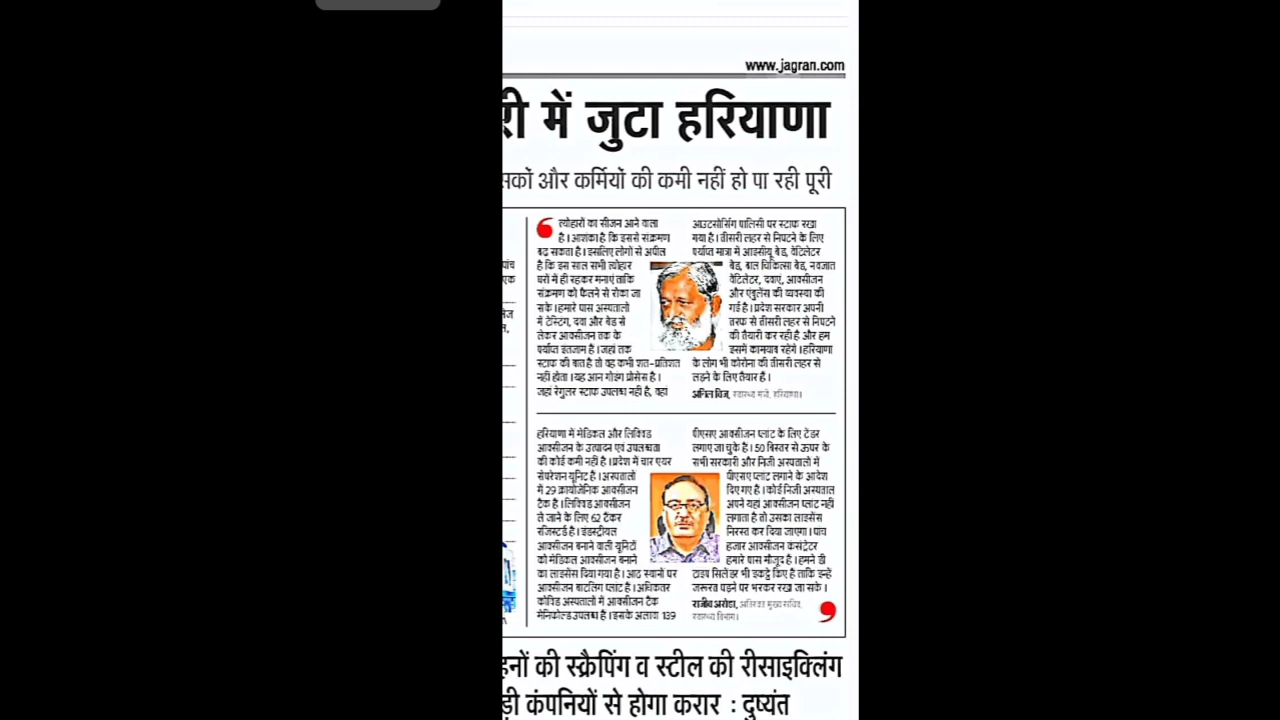 www.jagran.com
री में जुटा हरियाणा
सकों और कर्मियों की कमी नहीं हो पा रही पूरी
त्योहारों का सीजन आने वाला
है। आशंका है कि इससे संक्रमण
बढ़ सकता है। इसलिए लोगों से अपील
है कि इस साल सभी त्योहार
घरों में ही रहकर मनाएं ताकि
संक्रमण को फैलने से रोका जा
सके। हमारे पास अस्पतालों
में टेस्टिंग, दवा और बेड से
लेकर आक्सीजन तक के
पर्याप्त इंतजाम है। जहां तक
स्टाफ की बात है तो वह कभी शत-प्रतिशत
नहीं होता। यह आन गोइंग प्रोसेस है।
जहां रेगुलर स्टाफ उपलब्ध नहीं है, वहां
आउटसोर्सिंग पालिसी पर स्टाफ रखा
गया है। तीसरी लहर से निपटने के लिए
पर्याप्त मात्रा में आइसीयू बेड, वेंटिलेटर
बेड, बाल चिकित्सा बेड, नवजात
वेंटिलेटर, दवाएं, आक्सीजन
और एंबुलेंस की व्यवस्था की
गई है। प्रदेश सरकार अपनी
तरफ से तीसरी लहर से निपटने
की तैयारी कर रही है और हम
इसमें कामयाब रहेंगे। हरियाणा
के लोग भी कोरोना की तीसरी लहर से
लड़ने के लिए तैयार हैं।
अनिल विज, स्वास्थ्य मंत्री, हरियाणा।
हरियाणा में मेडिकल और लिक्विड
आक्सीजन के उत्पादन एवं उपलब्धता
की कोई कमी नहीं है। प्रदेश में चार एयर
सेपरेशन यूनिट है। अस्पतालों
में 29 क्रायोजेनिक आक्सीजन
टैंक है। लिक्विड आक्सीजन
ले जाने के लिए 62 टैंकर
रजिस्टर्ड है। इंडस्ट्रीयल
आक्सीजन बनाने वाली यूनिटों
को मेडिकल आक्सीजन बनाने
का लाइसेंस दिया गया है। आठ स्थानों पर
आक्सीजन बाटलिंग प्लांट है। अधिकतर
कोविड अस्पतालों में आक्सीजन टैंक
मेनिफोल्ड उपलब्ध है। इसके अलावा 139
पीएसए आक्सीजन प्लांट के लिए टेंडर
लगाए जा चुके है। 50 बिस्तर से ऊपर के
सभी सरकारी और निजी अस्पतालों में
पीएसए प्लांट लगाने के आदेश
दिए गए है। कोई निजी अस्पताल
अपने यहां आक्सीजन प्लांट नहीं
लगाता है तो उसका लाइसेंस
निरस्त कर दिया जाएगा। पांच
हजार आक्सीजन कंसंट्रेटर
हमारे पास मौजूद है। हमने डी
टाइप सिलेंडर भी इकट्ठे किए है ताकि उन्हें
जरूरत पड़ने पर भरकर रखा जा सके।
राजीव अरोड़ा, अतिरिक्त मुख्य सचिव,
स्वास्थ्य विभाग।
हनों की स्क्रैपिंग व स्टील की रीसाइक्लिंग
ड़ी कंपनियों से होगा करार : दुष्यंत